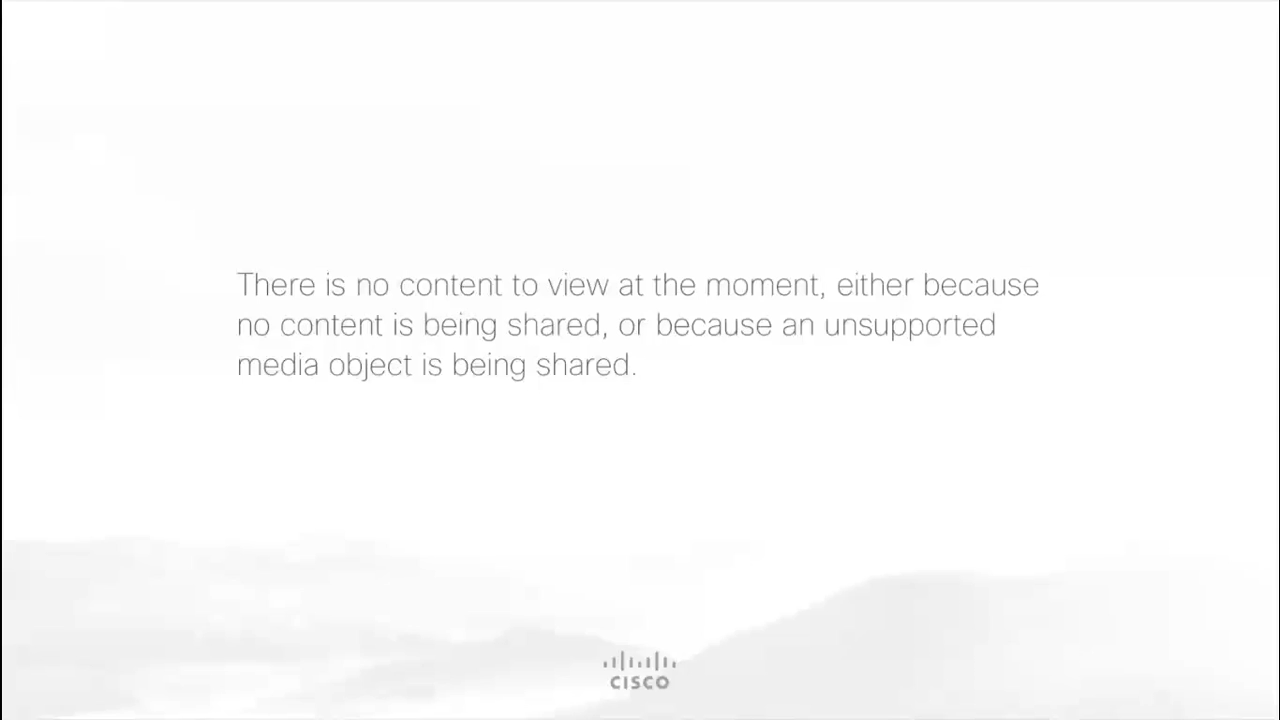 There is no content to view at the moment, either because
no content is being shared, or because an unsupported
media object is being shared.
CISCO